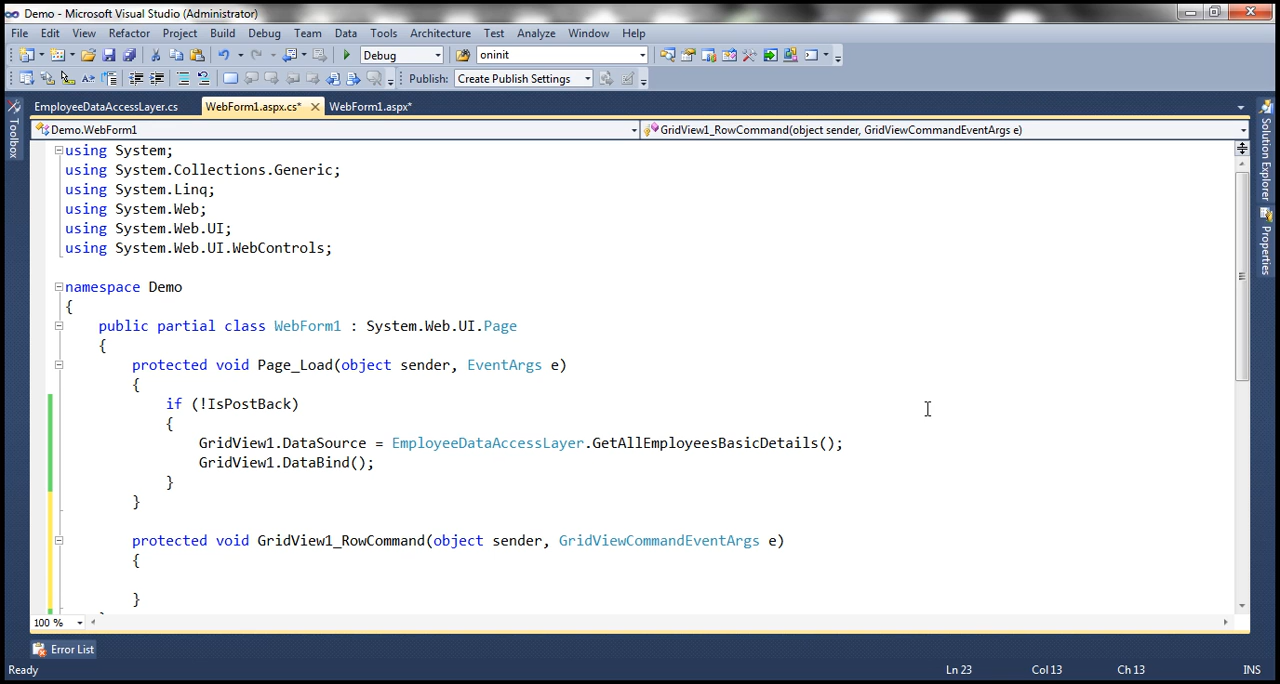 Demo - Microsoft Visual Studio (Administrator)
File Edit View Refactor Project Build Debug Team Data Tools Architecture Test Analyze Window Help
Debug oninit
Publish: Create Publish Settings
EmployeeDataAccessLayer.cs WebForm1.aspx.cs* WebForm1.aspx*
Toolbox
Demo.WebForm1 GridView1_RowCommand(object sender, GridViewCommandEventArgs e)
Solution Explorer
Properties
using System;
using System.Collections.Generic;
using System.Linq;
using System.Web;
using System.Web.UI;
using System.Web.UI.WebControls;
namespace Demo
{
public partial class WebForm1 : System.Web.UI.Page
{
protected void Page_Load(object sender, EventArgs e)
{
if (!IsPostBack)
{
GridView1.DataSource = EmployeeDataAccessLayer.GetAllEmployeesBasicDetails();
GridView1.DataBind();
}
}
protected void GridView1_RowCommand(object sender, GridViewCommandEventArgs e)
{
}
100 %
Error List
Ready Ln 23 Col 13 Ch 13 INS